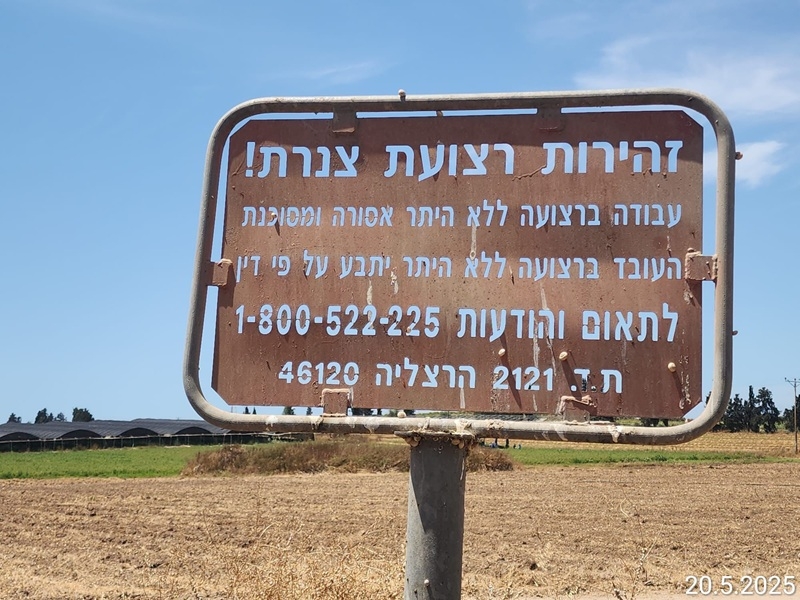 זהירות רצועת צנרת!
עבודה ברצועה ללא היתר אסורה ומסוכנת
העובד ברצועה ללא היתר יתבע על פי דין
לתאום והודעות 1-800-522-225
ת.ד. 2121 הרצליה 46120
20.5.2025